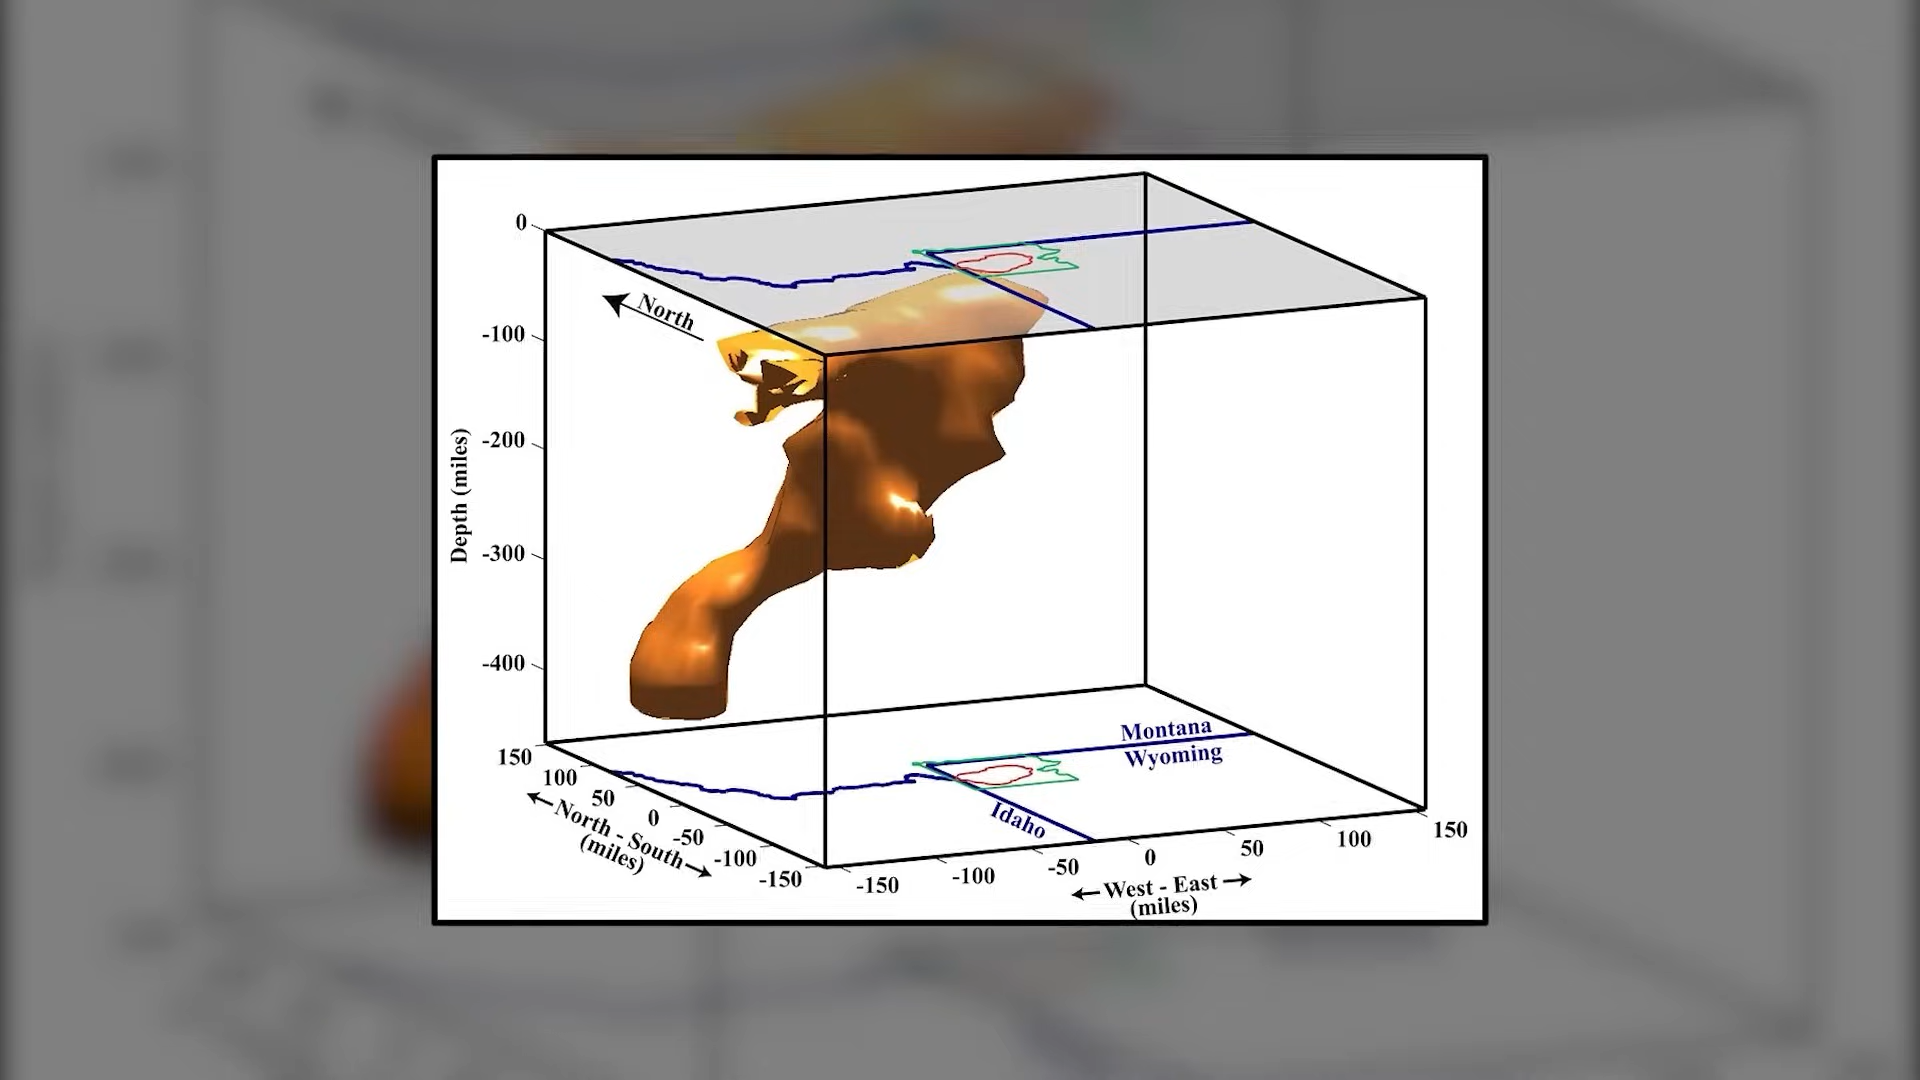 0
North
-100
-200
Depth (miles)
-300
-400
Montana
Wyoming
Idaho
150
100
50
0
-50
-100
-150
North - South
(miles)
-150
-100
-50
0
50
100
150
West - East
(miles)